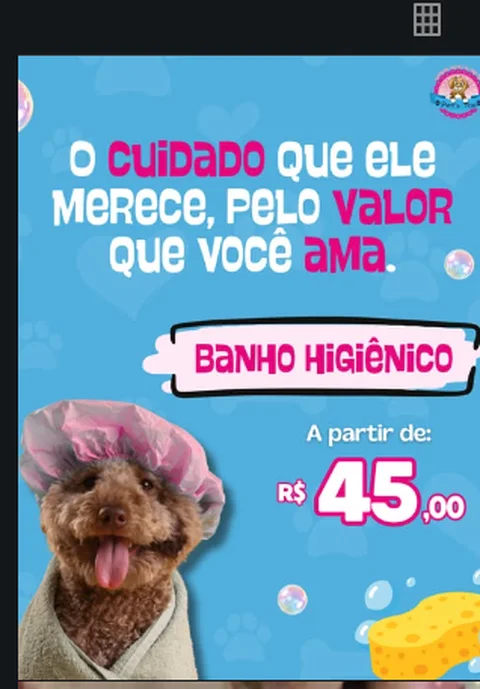 O CUIDADO QUE ELE
MERECE, PELO VALOR
QUE VOCÊ AMA.
BANHO HIGIÊNICO
A partir de:
R$ 45,00